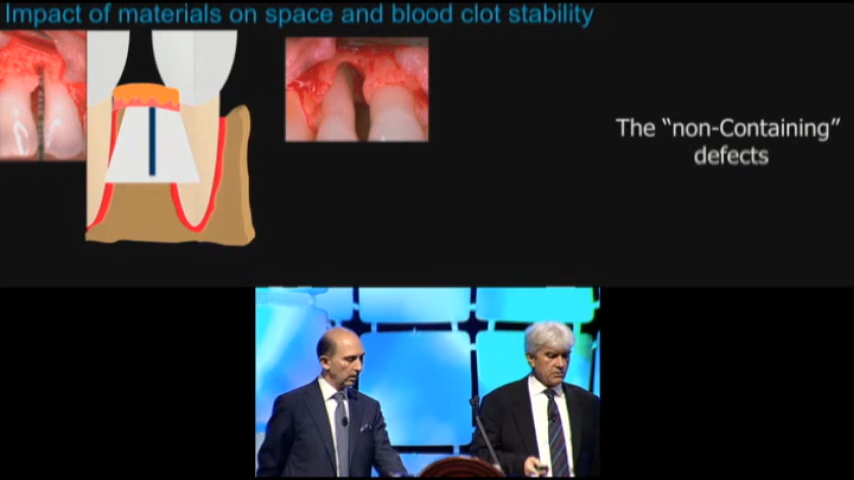 Impact of materials on space and blood clot stability
The “non-Containing”
defects